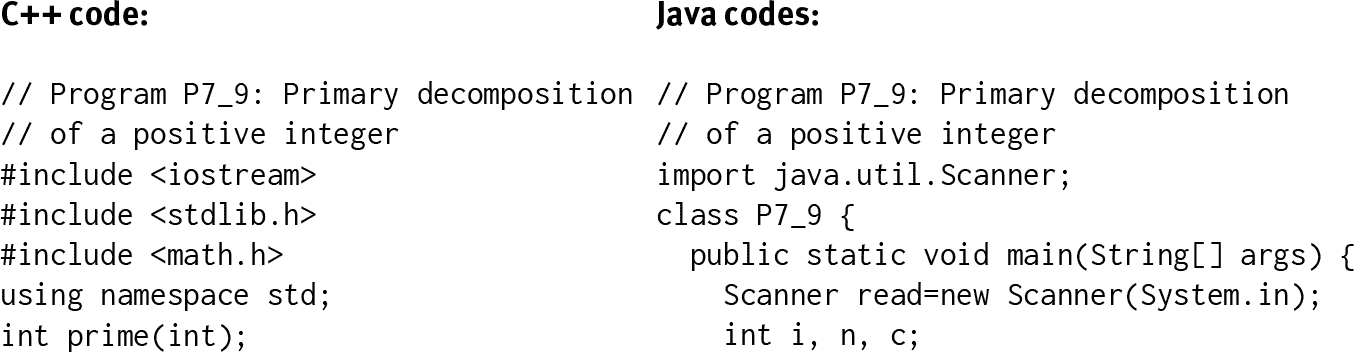 C++ code:
// Program P7_9: Primary decomposition
// of a positive integer
#include <iostream>
#include <stdlib.h>
#include <math.h>
using namespace std;
int prime(int);
Java codes:
// Program P7_9: Primary decomposition
// of a positive integer
import java.util.Scanner;
class P7_9 {
  public static void main(String[] args) {
    Scanner read=new Scanner(System.in);
    int i, n, c;